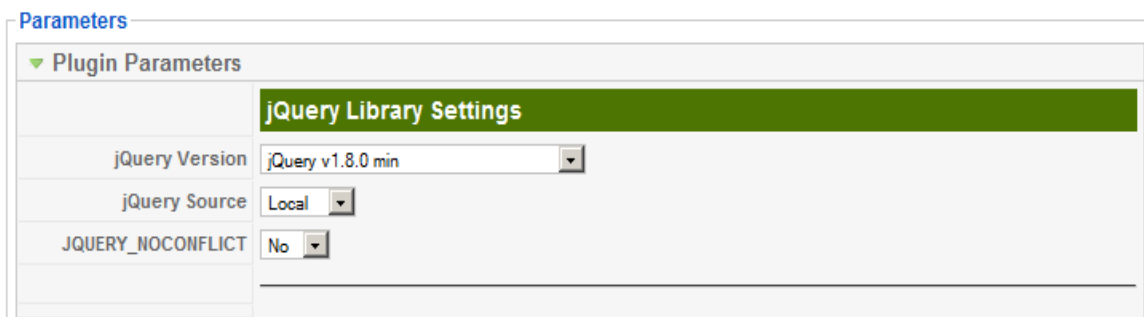 Parameters
Plugin Parameters
jQuery Library Settings
jQuery Version jQuery v1.8.0 min
jQuery Source Local
JQUERY_NOCONFLICT No